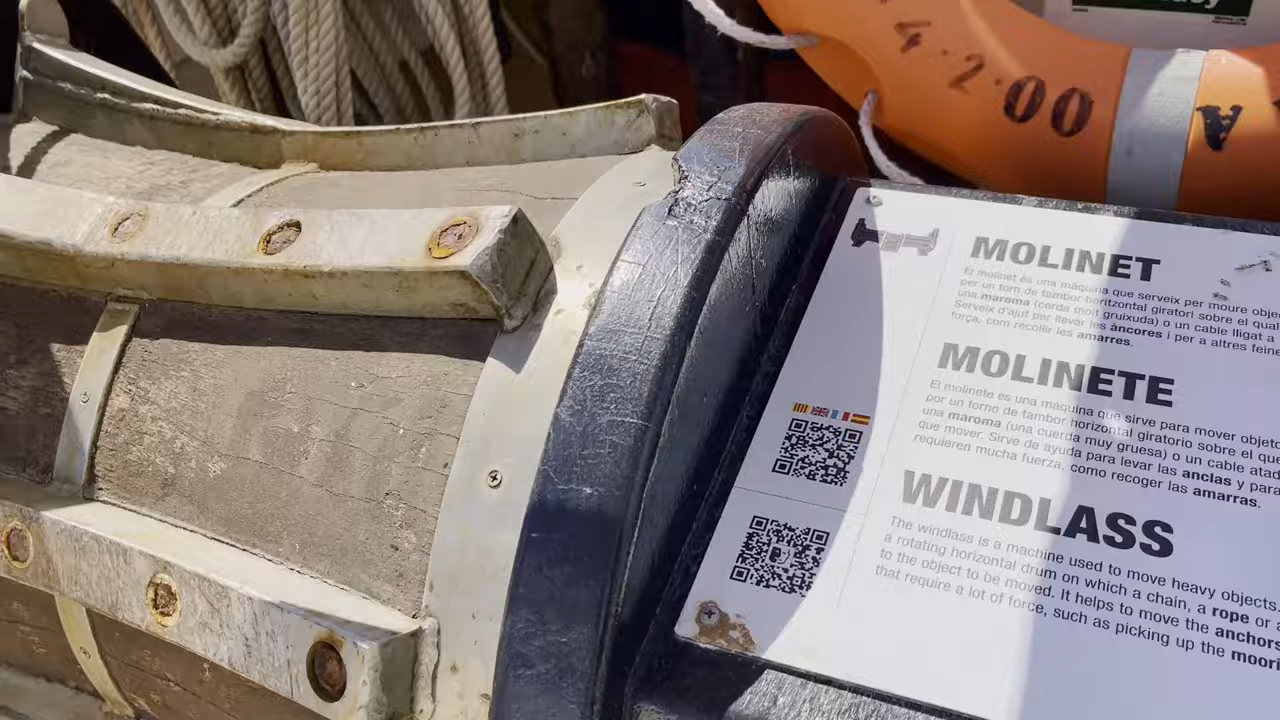 4·2·00
A
MOLINET
El molinet és una màquina que serveix per moure
per un torn de tambor horitzontal giratori sobre el qual
una maroma (corda molt gruixuda) o un cable lligat a
Serveix d'ajut per llevar les àncores i per a altres
força, com recollir les amarres.
MOLINETE
El molinete es una máquina que sirve para mover
por un torno de tambor horizontal giratorio sobre el
una maroma (una cuerda muy gruesa) o un cable
que mover. Sirve de ayuda para levar las anclas y para
requieren mucha fuerza, como recoger las amarras.
WINDLASS
The windlass is a machine used to move heavy objects,
a rotating horizontal drum on which a chain, a rope or
to the object to be moved. It helps to move the anchors
that require a lot of force, such as picking up the